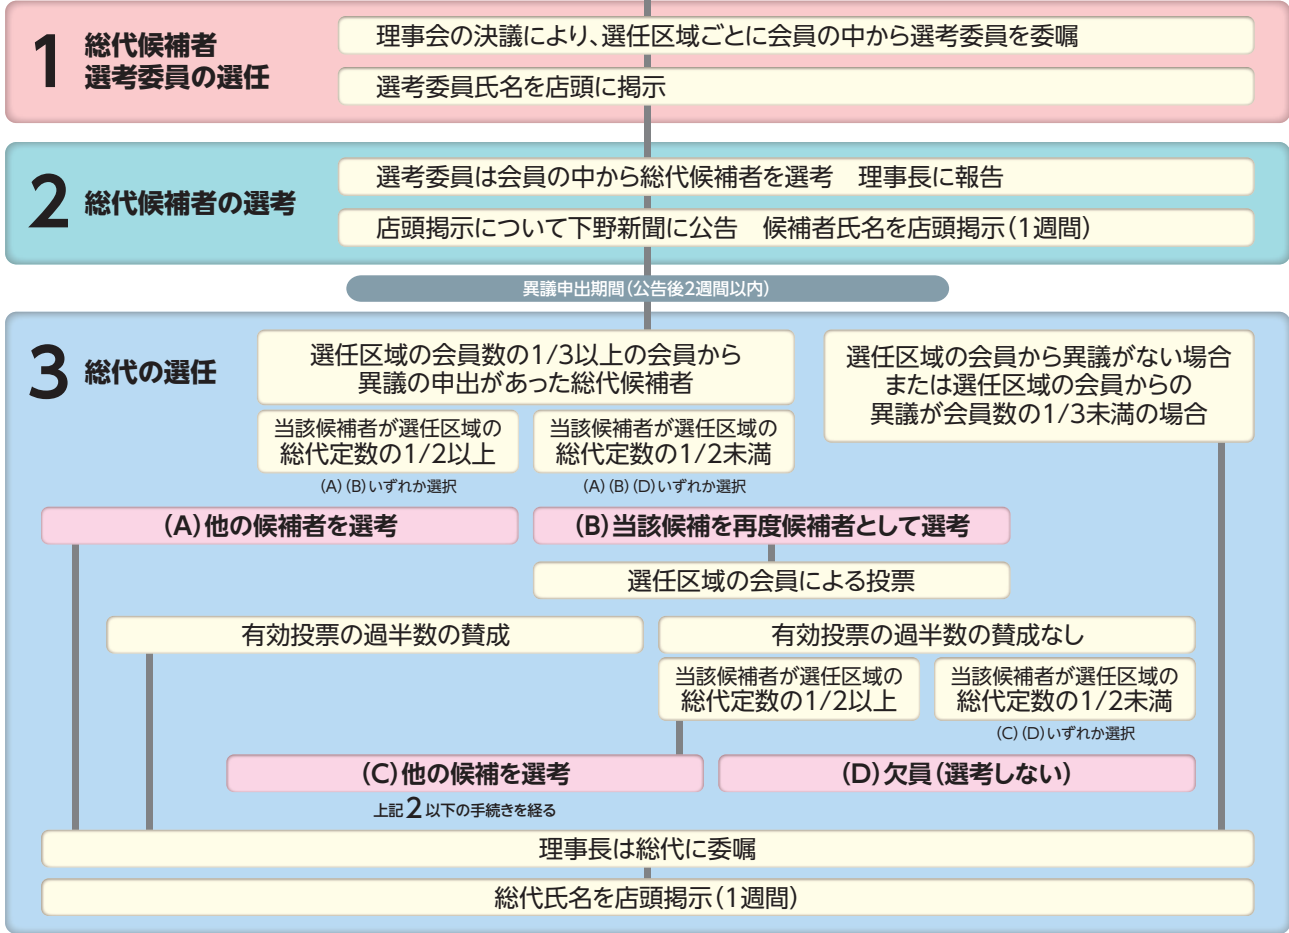 1 総代候補者
選考委員の選任
理事会の決議により、選任区域ごとに会員の中から選考委員を委嘱
選考委員氏名を店頭に掲示
2 総代候補者の選考
選考委員は会員の中から総代候補者を選考　理事長に報告
店頭掲示について下野新聞に公告　候補者氏名を店頭掲示(1週間)
異議申出期間(公告後2週間以内)
3 総代の選任
選任区域の会員数の1/3以上の会員から
異議の申出があった総代候補者
選任区域の会員から異議がない場合
または選任区域の会員からの
異議が会員数の1/3未満の場合
当該候補者が選任区域の
総代定数の1/2以上
(A)(B)いずれか選択
当該候補者が選任区域の
総代定数の1/2未満
(A)(B)(D)いずれか選択
(A)他の候補者を選考
(B)当該候補を再度候補者として選考
選任区域の会員による投票
有効投票の過半数の賛成
有効投票の過半数の賛成なし
当該候補者が選任区域の
総代定数の1/2以上
当該候補者が選任区域の
総代定数の1/2未満
(C)(D)いずれか選択
(C)他の候補を選考
上記2以下の手続きを経る
(D)欠員(選考しない)
理事長は総代に委嘱
総代氏名を店頭掲示(1週間)